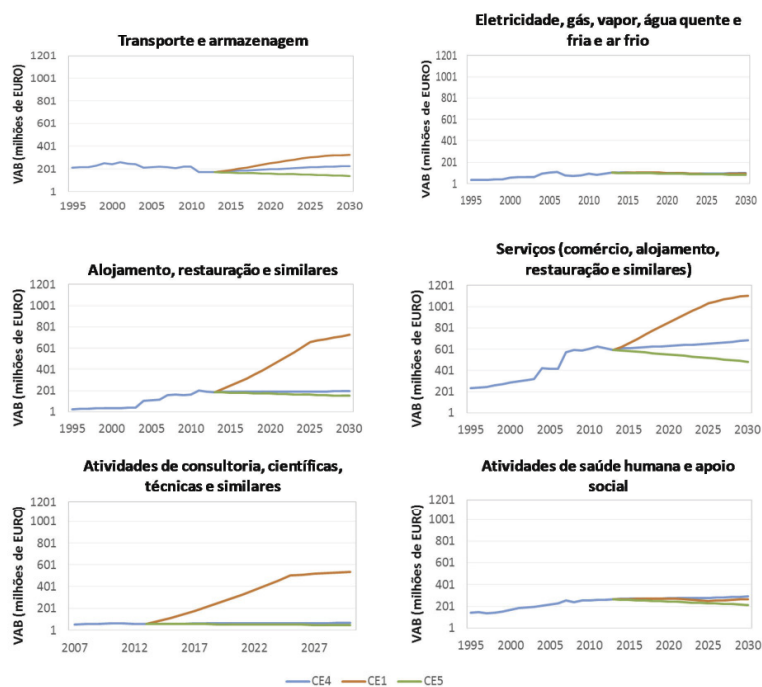 Transporte e armazenagem
VAB (milhões de EURO)
1201
1001
801
601
401
201
1
1995 2000 2005 2010 2015 2020 2025 2030
Eletricidade, gás, vapor, água quente e
fria e ar frio
VAB (milhões de EURO)
1201
1001
801
601
401
201
1
1995 2000 2005 2010 2015 2020 2025 2030
Alojamento, restauração e similares
VAB (milhões de EURO)
1201
1001
801
601
401
201
1
1995 2000 2005 2010 2015 2020 2025 2030
Serviços (comércio, alojamento,
restauração e similares)
VAB (milhões de EURO)
1201
1001
801
601
401
201
1
1995 2000 2005 2010 2015 2020 2025 2030
Atividades de consultoria, científicas,
técnicas e similares
VAB (milhões de EURO)
1201
1001
801
601
401
201
1
2007 2012 2017 2022 2027
Atividades de saúde humana e apoio
social
VAB (milhões de EURO)
1201
1001
801
601
401
201
1
1995 2000 2005 2010 2015 2020 2025 2030
CE4 CE1 CE5